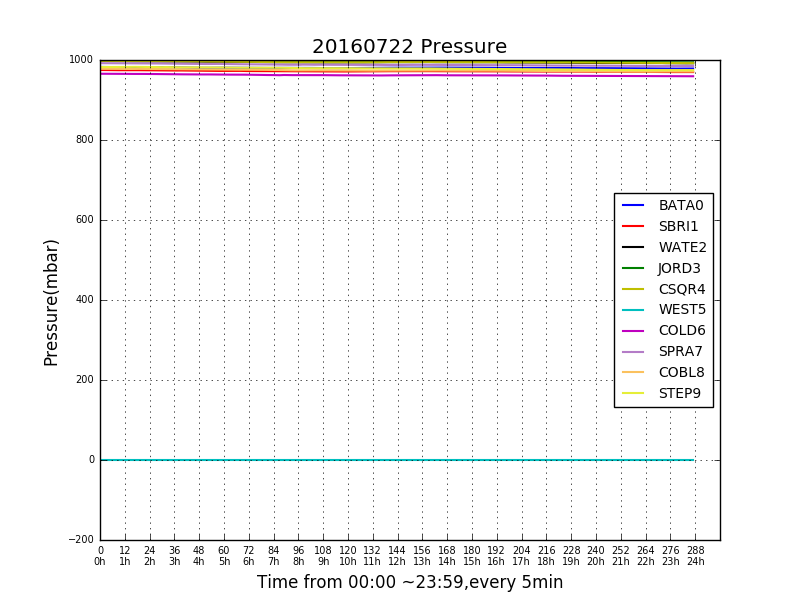 20160722 Pressure
1000
800
600
400
200
0
−200
Pressure(mbar)
BATA0
SBRI1
WATE2
JORD3
CSQR4
WEST5
COLD6
SPRA7
COBL8
STEP9
0 12 24 36 48 60 72 84 96 108 120 132 144 156 168 180 192 204 216 228 240 252 264 276 288
0h 1h 2h 3h 4h 5h 6h 7h 8h 9h 10h 11h 12h 13h 14h 15h 16h 17h 18h 19h 20h 21h 22h 23h 24h
Time from 00:00 ~23:59,every 5min